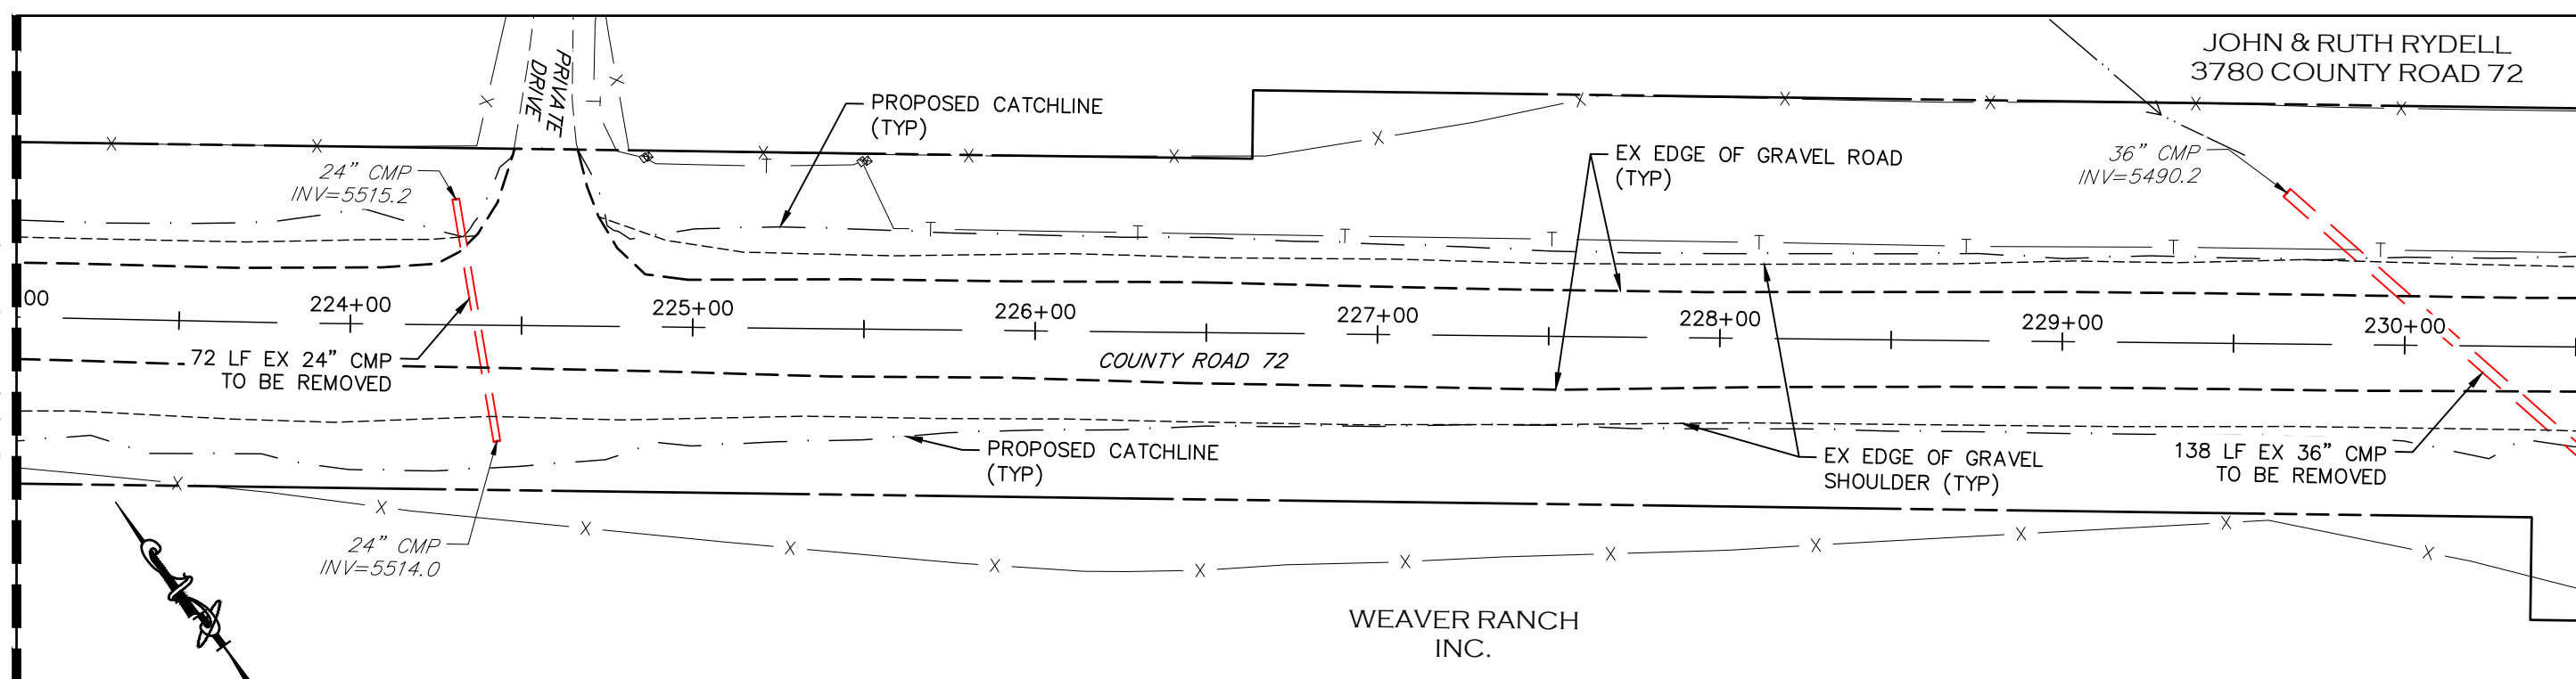 JOHN & RUTH RYDELL
3780 COUNTY ROAD 72
PRIVATE
DRIVE
PROPOSED CATCHLINE
(TYP)
24" CMP
INV=5515.2
EX EDGE OF GRAVEL ROAD
(TYP)
36" CMP
INV=5490.2
00
224+00
225+00
226+00
227+00
228+00
229+00
230+00
72 LF EX 24" CMP
TO BE REMOVED
COUNTY ROAD 72
PROPOSED CATCHLINE
(TYP)
EX EDGE OF GRAVEL
SHOULDER (TYP)
138 LF EX 36" CMP
TO BE REMOVED
24" CMP
INV=5514.0
WEAVER RANCH
INC.